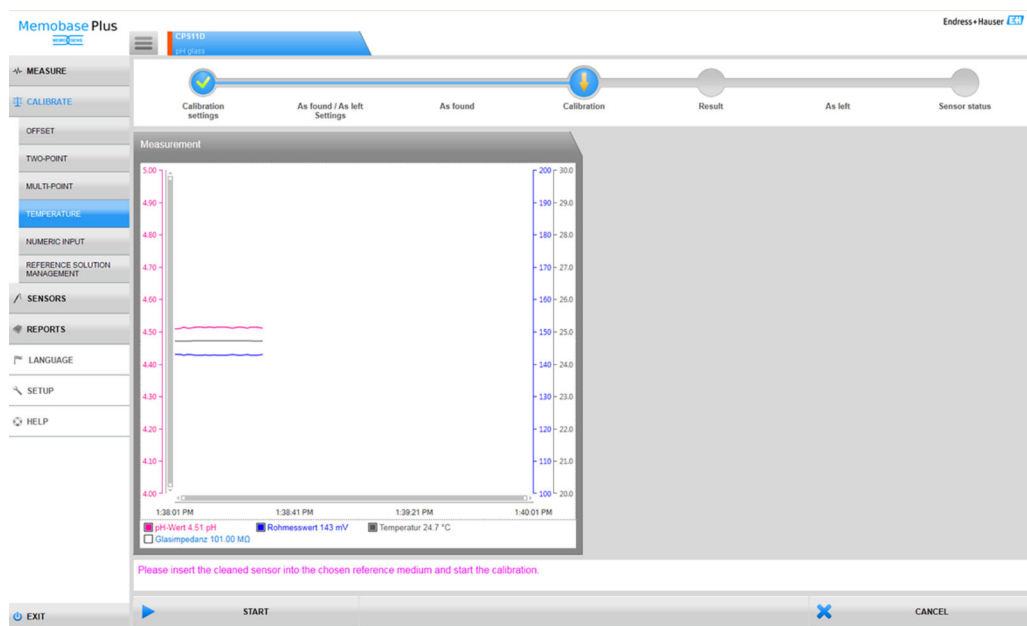 Memobase Plus
MEMO SENS
Endress+Hauser EH
CPS11D
pH glass
MEASURE
CALIBRATE
OFFSET
TWO-POINT
MULTI-POINT
TEMPERATURE
NUMERIC INPUT
REFERENCE SOLUTION
MANAGEMENT
SENSORS
REPORTS
LANGUAGE
SETUP
HELP
EXIT
Calibration
settings
As found / As left
Settings
As found
Calibration
Result
As left
Sensor status
Measurement
5.00 200 30.0
4.90 190 29.0
4.80 180 28.0
4.70 170 27.0
4.60 160 26.0
4.50 150 25.0
4.40 140 24.0
4.30 130 23.0
4.20 120 22.0
4.10 110 21.0
4.00 100 20.0
1:38:01 PM 1:38:41 PM 1:39:21 PM 1:40:01 PM
pH-Wert 4.51 pH Rohmesswert 143 mV Temperatur 24.7 °C
Glasimpedanz 101.00 MΩ
Please insert the cleaned sensor into the chosen reference medium and start the calibration.
START
CANCEL